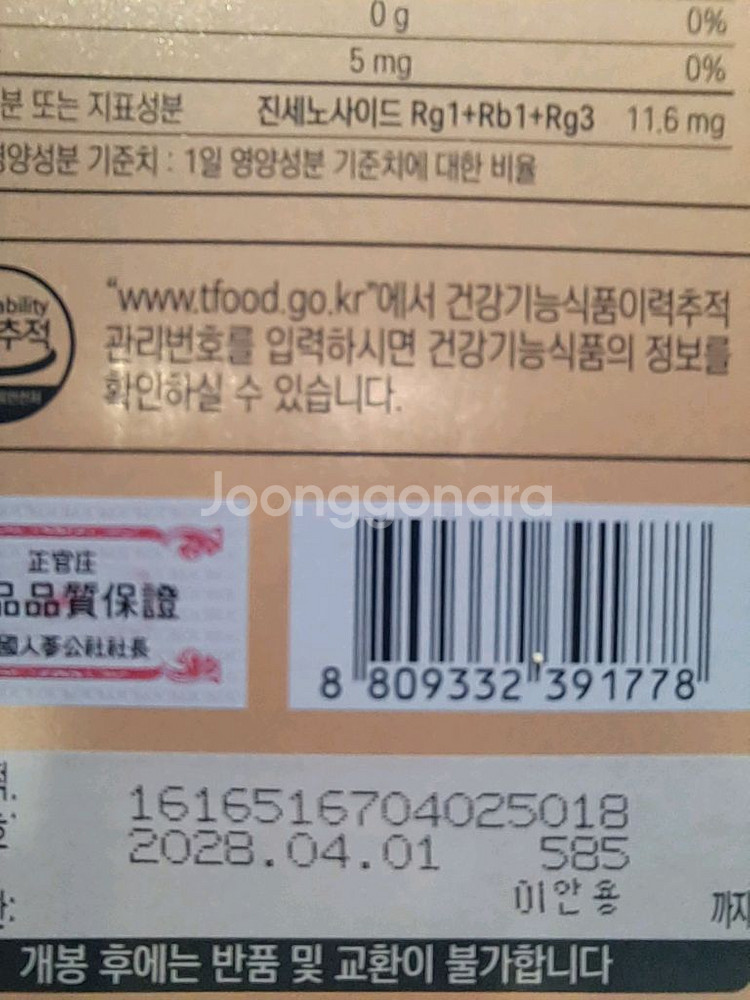 0 g 0%
5 mg 0%
분 또는 지표성분 진세노사이드 Rg1+Rb1+Rg3 11.6 mg
영양성분 기준치 : 1일 영양성분 기준치에 대한 비율
ability
추적
"www.tfood.go.kr"에서 건강기능식품이력추적
관리번호를 입력하시면 건강기능식품의 정보를
확인하실 수 있습니다.
Joonggonara
正官庄
品品質保證
國人蔘公社社長
8 809332 391778
1616516704025018
2028.04.01 585
미안용
까지
개봉 후에는 반품 및 교환이 불가합니다